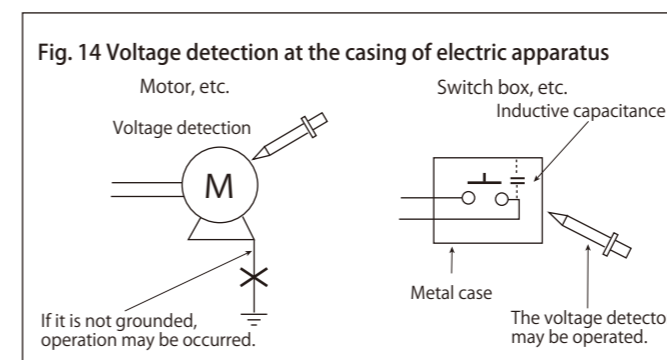 Fig. 14 Voltage detection at the casing of electric apparatus
Motor, etc.
Voltage detection
M
If it is not grounded,
operation may be occurred.
Switch box, etc.
Inductive capacitance
Metal case
The voltage detecto
may be operated.